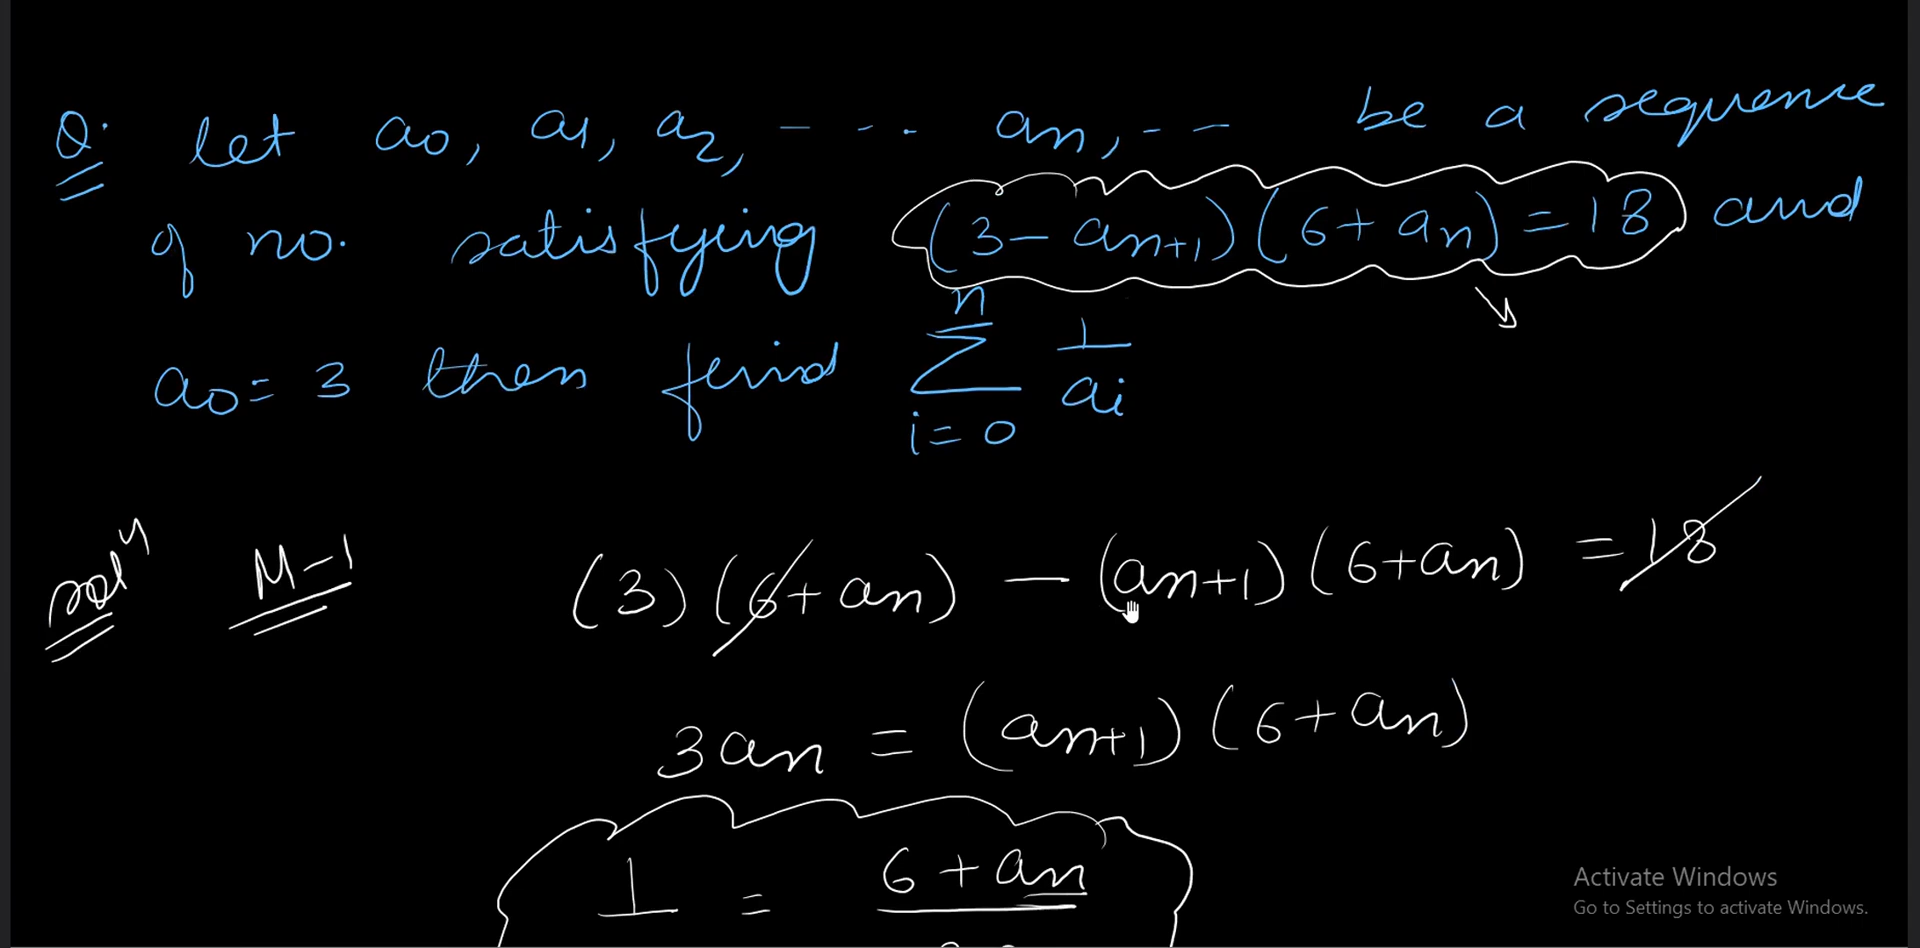 Q. let a0, a1, a2, - - -. an, - - be a sequence
of no. satisfying (3 - an+1) (6 + an) = 18 and
a0 = 3 then find n∑i=0 1/ai
soln M-1 (3) (6 + an) - (an+1) (6 + an) = 18
3an = (an+1) (6 + an)
1 = 6 + an
Activate Windows
Go to Settings to activate Windows.